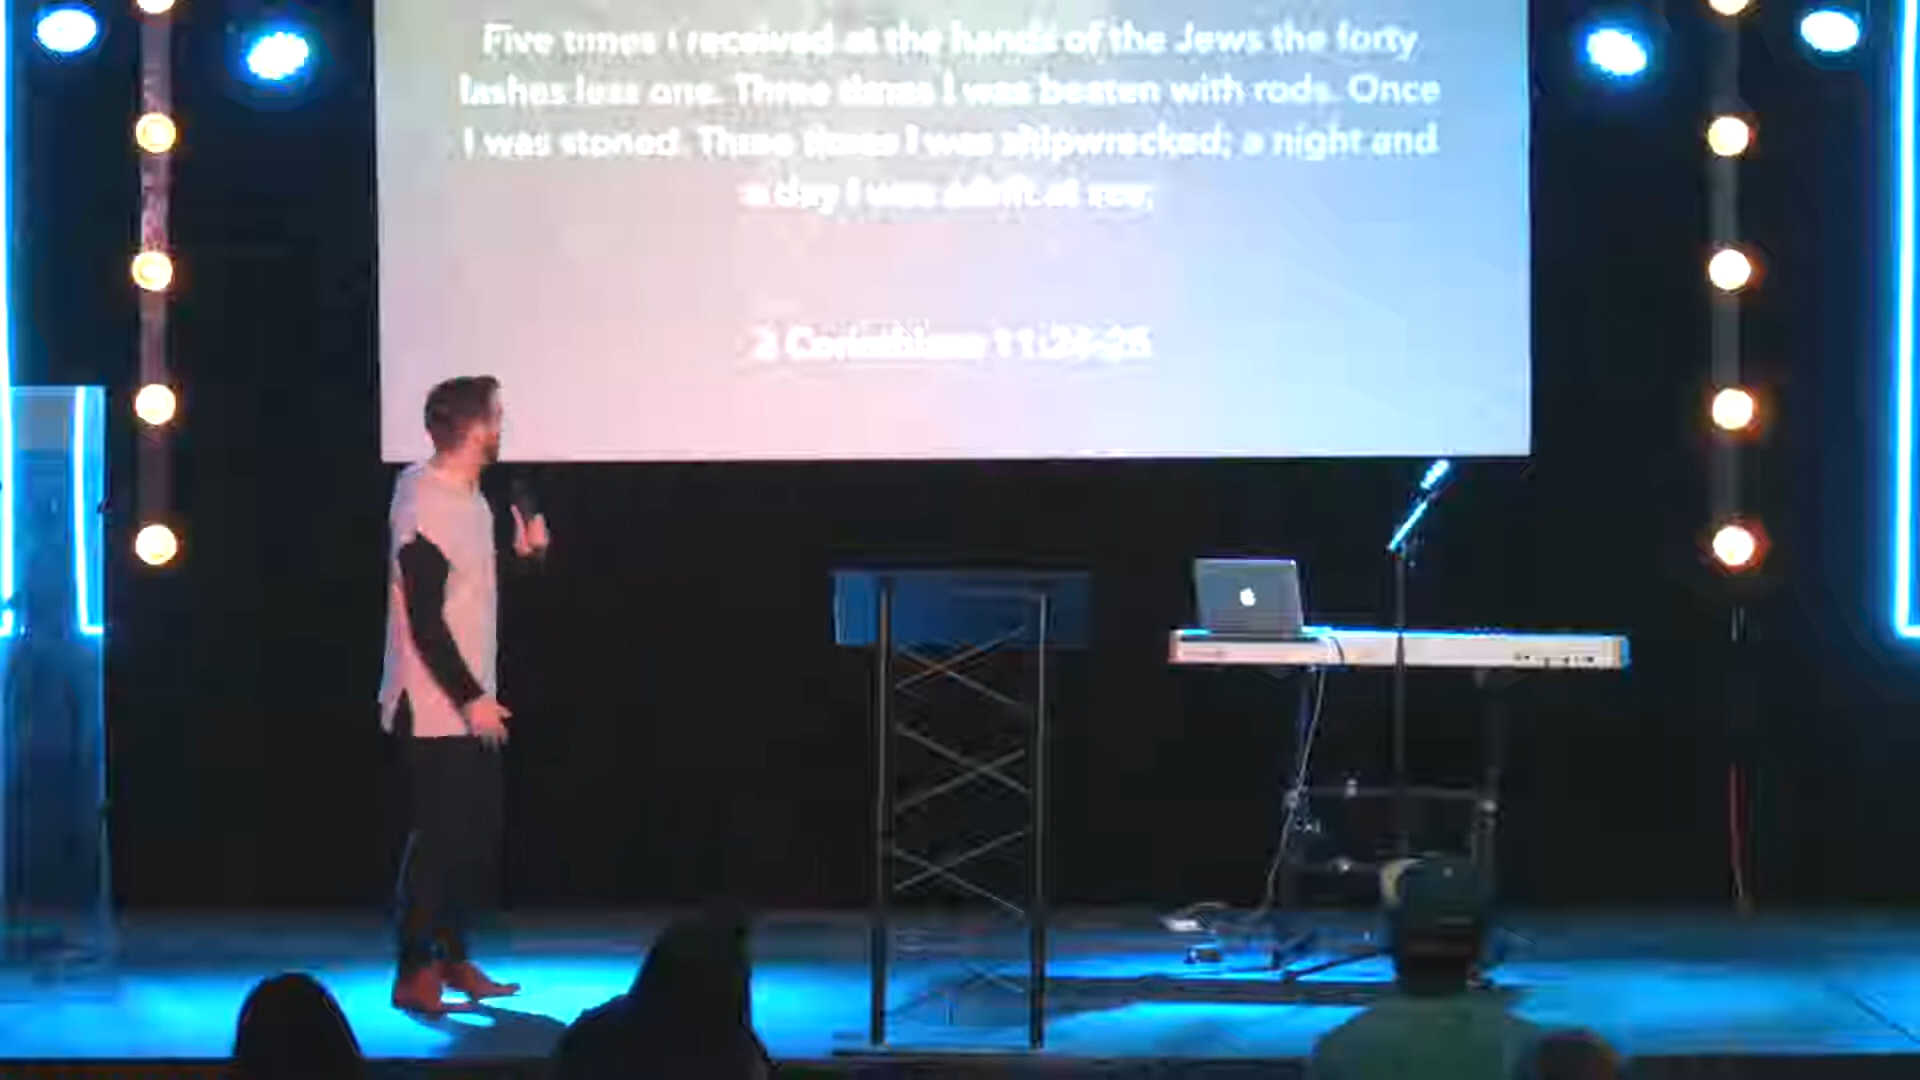 Five times I received at the hands of the Jews the forty
lashes less one. Three times I was beaten with rods. Once
I was stoned. Three times I was shipwrecked; a night and
a day I was adrift at sea;
2 Corinthians 11:24-25